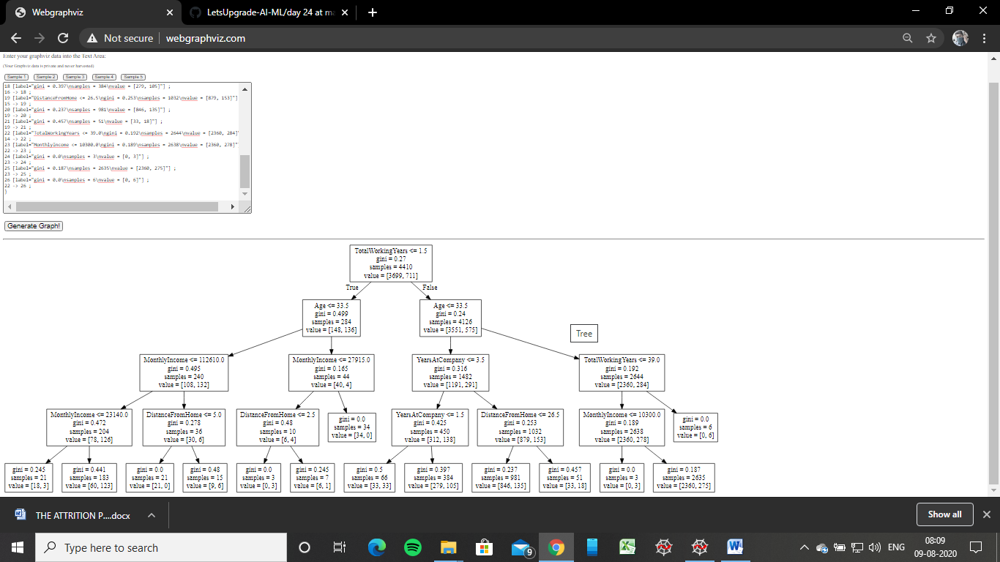 Webgraphviz
LetsUpgrade-AI-ML/day 24 at ma
Not secure
webgraphviz.com
Enter your graphviz data into the Text Area:
(Your Graphviz data is private and never harvested)
Sample 1 Sample 2 Sample 3 Sample 4 Sample 5
18 [label="gini = 0.397\nsamples = 384\nvalue = [279, 105]"] ;
16 -> 18 ;
19 [label="DistanceFromHome <= 26.5\ngini = 0.253\nsamples = 1032\nvalue = [879, 153]"]
15 -> 19 ;
20 [label="gini = 0.237\nsamples = 981\nvalue = [846, 135]"] ;
19 -> 20 ;
21 [label="gini = 0.457\nsamples = 51\nvalue = [33, 18]"] ;
19 -> 21 ;
22 [label="TotalWorkingYears <= 39.0\ngini = 0.192\nsamples = 2644\nvalue = [2360, 284]"
14 -> 22 ;
23 [label="MonthlyIncome <= 10300.0\ngini = 0.189\nsamples = 2638\nvalue = [2360, 278]"
22 -> 23 ;
24 [label="gini = 0.0\nsamples = 3\nvalue = [0, 3]"] ;
23 -> 24 ;
25 [label="gini = 0.187\nsamples = 2635\nvalue = [2360, 275]"] ;
23 -> 25 ;
26 [label="gini = 0.0\nsamples = 6\nvalue = [0, 6]"] ;
22 -> 26 ;
}
Generate Graph!
TotalWorkingYears <= 1.5
gini = 0.27
samples = 4410
value = [3699, 711]
True
False
Age <= 33.5
gini = 0.499
samples = 284
value = [148, 136]
Age <= 33.5
gini = 0.24
samples = 4126
value = [3551, 575]
Tree
MonthlyIncome <= 112610.0
gini = 0.495
samples = 240
value = [108, 132]
MonthlyIncome <= 27915.0
gini = 0.165
samples = 44
value = [40, 4]
YearsAtCompany <= 3.5
gini = 0.316
samples = 1482
value = [1191, 291]
TotalWorkingYears <= 39.0
gini = 0.192
samples = 2644
value = [2360, 284]
MonthlyIncome <= 23140.0
gini = 0.472
samples = 204
value = [78, 126]
DistanceFromHome <= 5.0
gini = 0.278
samples = 36
value = [30, 6]
DistanceFromHome <= 2.5
gini = 0.48
samples = 10
value = [6, 4]
gini = 0.0
samples = 34
value = [34, 0]
YearsAtCompany <= 1.5
gini = 0.425
samples = 450
value = [312, 138]
DistanceFromHome <= 26.5
gini = 0.253
samples = 1032
value = [879, 153]
MonthlyIncome <= 10300.0
gini = 0.189
samples = 2638
value = [2360, 278]
gini = 0.0
samples = 6
value = [0, 6]
gini = 0.245
samples = 21
value = [18, 3]
gini = 0.441
samples = 183
value = [60, 123]
gini = 0.0
samples = 21
value = [21, 0]
gini = 0.48
samples = 15
value = [9, 6]
gini = 0.0
samples = 3
value = [0, 3]
gini = 0.245
samples = 7
value = [6, 1]
gini = 0.5
samples = 66
value = [33, 33]
gini = 0.397
samples = 384
value = [279, 105]
gini = 0.237
samples = 981
value = [846, 135]
gini = 0.457
samples = 51
value = [33, 18]
gini = 0.0
samples = 3
value = [0, 3]
gini = 0.187
samples = 2635
value = [2360, 275]
THE ATTRITION P....docx
Show all
Type here to search
9
ENG
08:09
09-08-2020